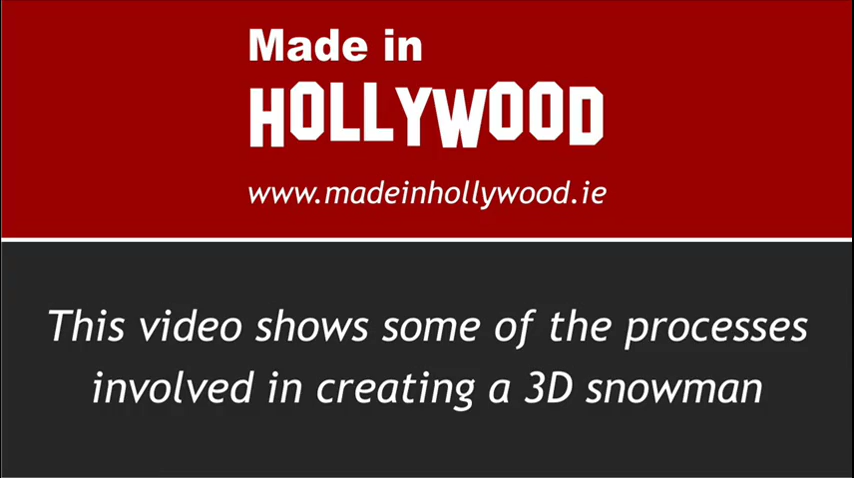 Made in
HOLLYWOOD
www.madeinhollywood.ie
This video shows some of the processes
involved in creating a 3D snowman